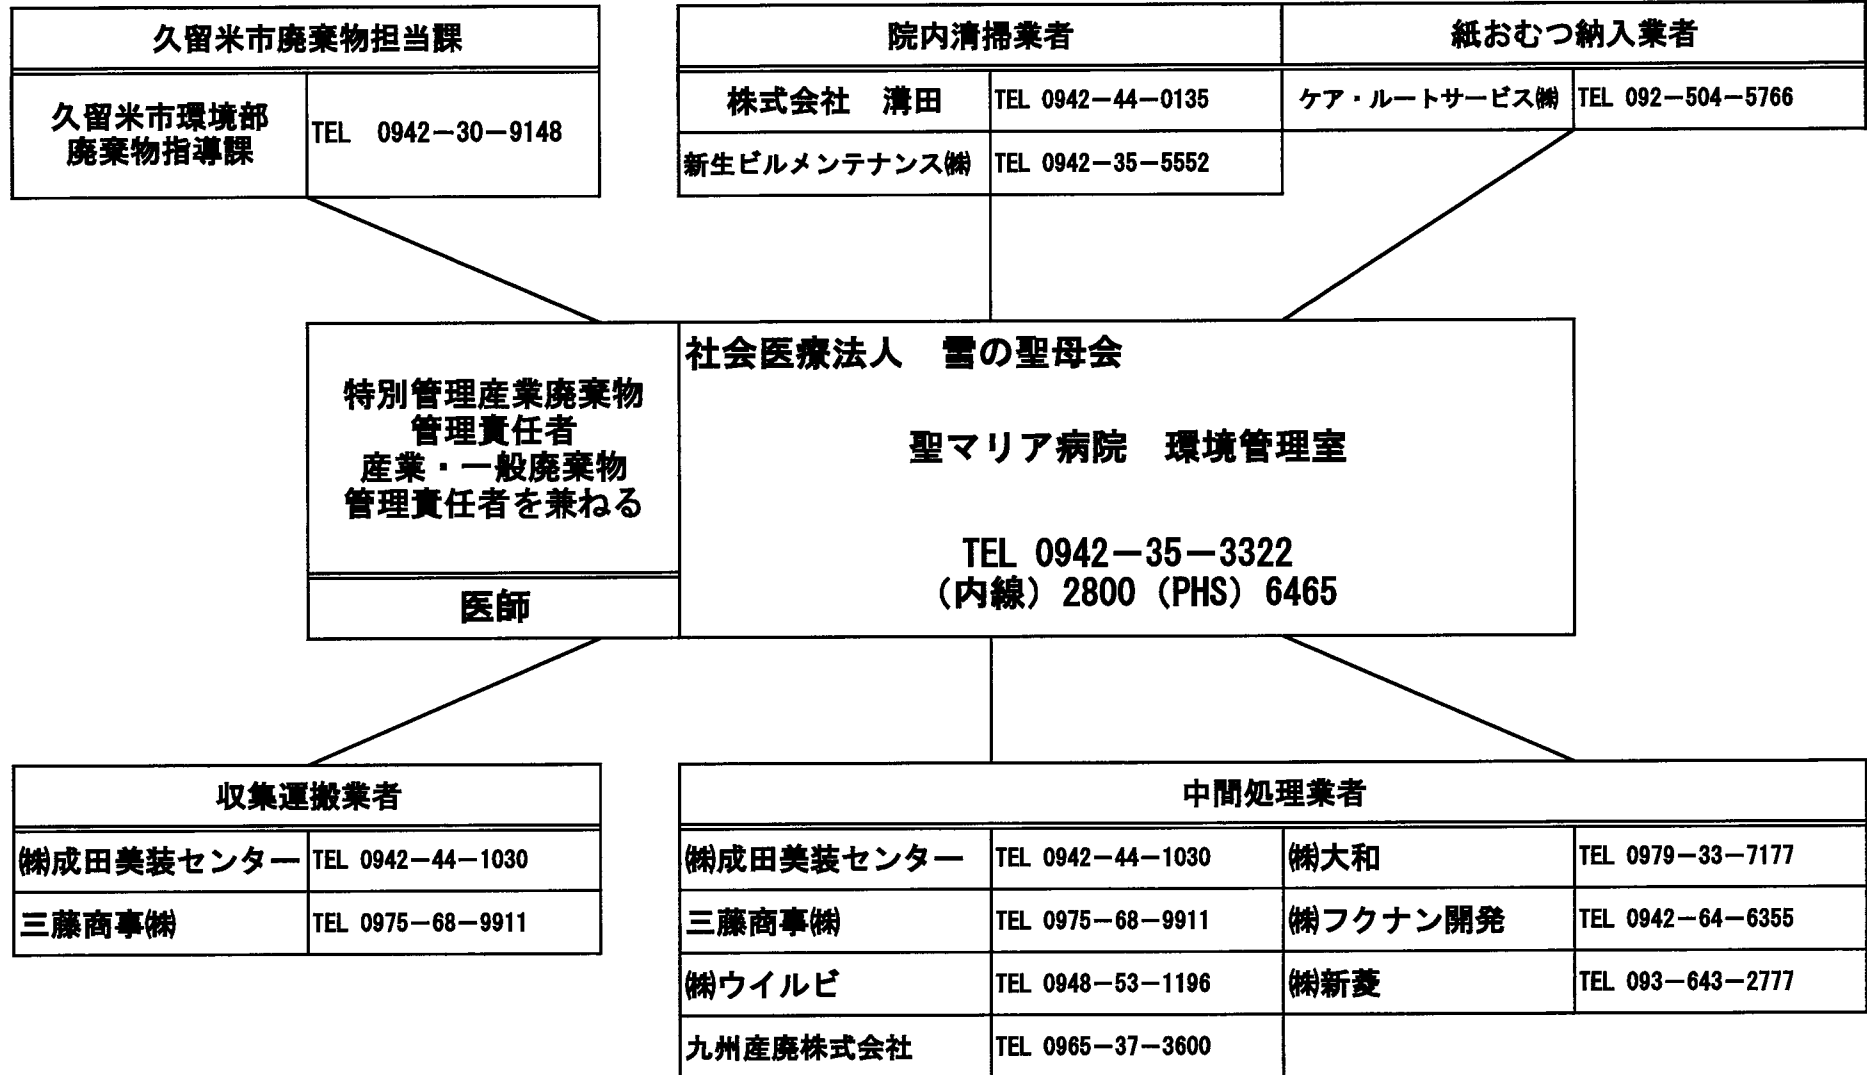 久留米市廃棄物担当課
久留米市環境部
廃棄物指導課
TEL 0942−30−9148
院内清掃業者
紙おむつ納入業者
株式会社 溝田
TEL 0942−44−0135
ケア・ルートサービス㈱
TEL 092−504−5766
新生ビルメンテナンス㈱
TEL 0942−35−5552
特別管理産業廃棄物
管理責任者
産業・一般廃棄物
管理責任者を兼ねる
医師
社会医療法人 雪の聖母会
聖マリア病院 環境管理室
TEL 0942−35−3322
（内線）2800（PHS）6465
収集運搬業者
㈱成田美装センター
TEL 0942−44−1030
三藤商事㈱
TEL 0975−68−9911
中間処理業者
㈱成田美装センター
TEL 0942−44−1030
㈱大和
TEL 0979−33−7177
三藤商事㈱
TEL 0975−68−9911
㈱フクナン開発
TEL 0942−64−6355
㈱ウイルビ
TEL 0948−53−1196
㈱新菱
TEL 093−643−2777
九州産廃株式会社
TEL 0965−37−3600